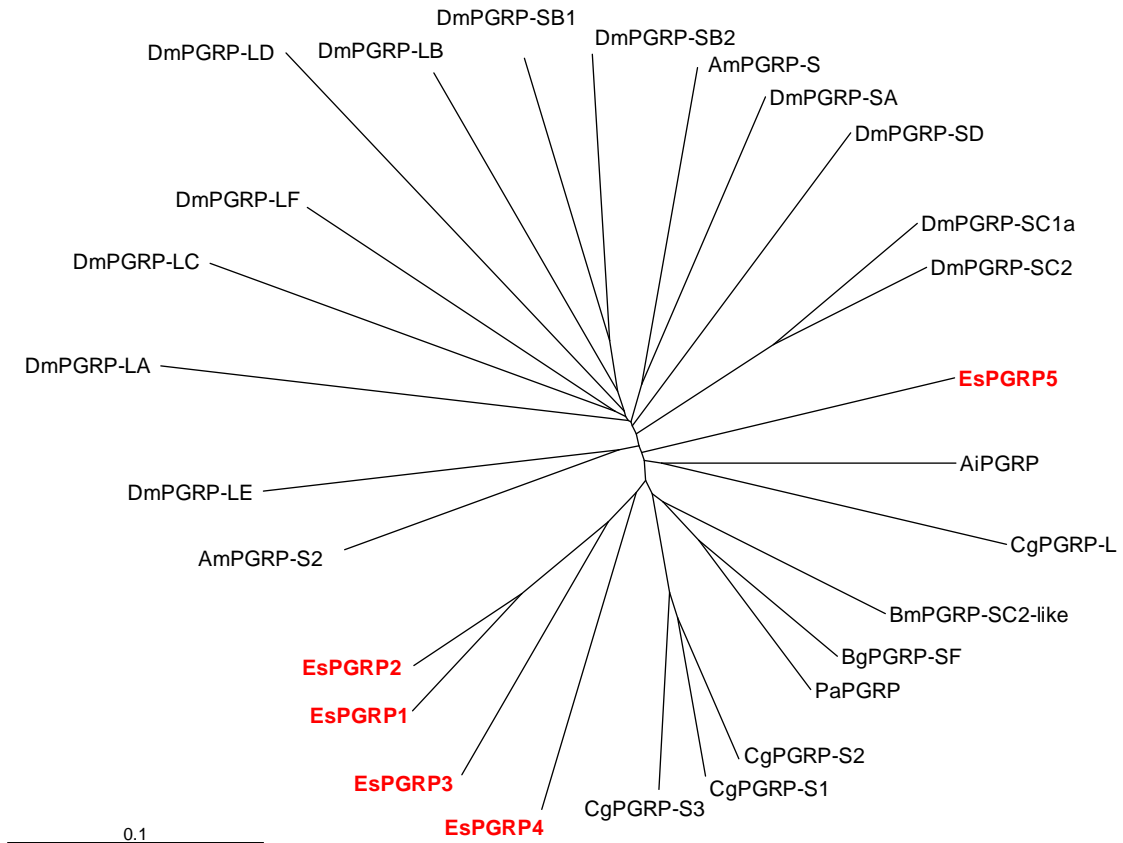 DmPGRP-SB1
DmPGRP-SB2
DmPGRP-LB
DmPGRP-LD
AmPGRP-S
DmPGRP-SA
DmPGRP-SD
DmPGRP-LF
DmPGRP-SC1a
DmPGRP-LC
DmPGRP-SC2
DmPGRP-LA
EsPGRP5
AiPGRP
DmPGRP-LE
CgPGRP-L
AmPGRP-S2
BmPGRP-SC2-like
BgPGRP-SF
EsPGRP2
PaPGRP
EsPGRP1
CgPGRP-S2
EsPGRP3
CgPGRP-S1
CgPGRP-S3
EsPGRP4
0.1